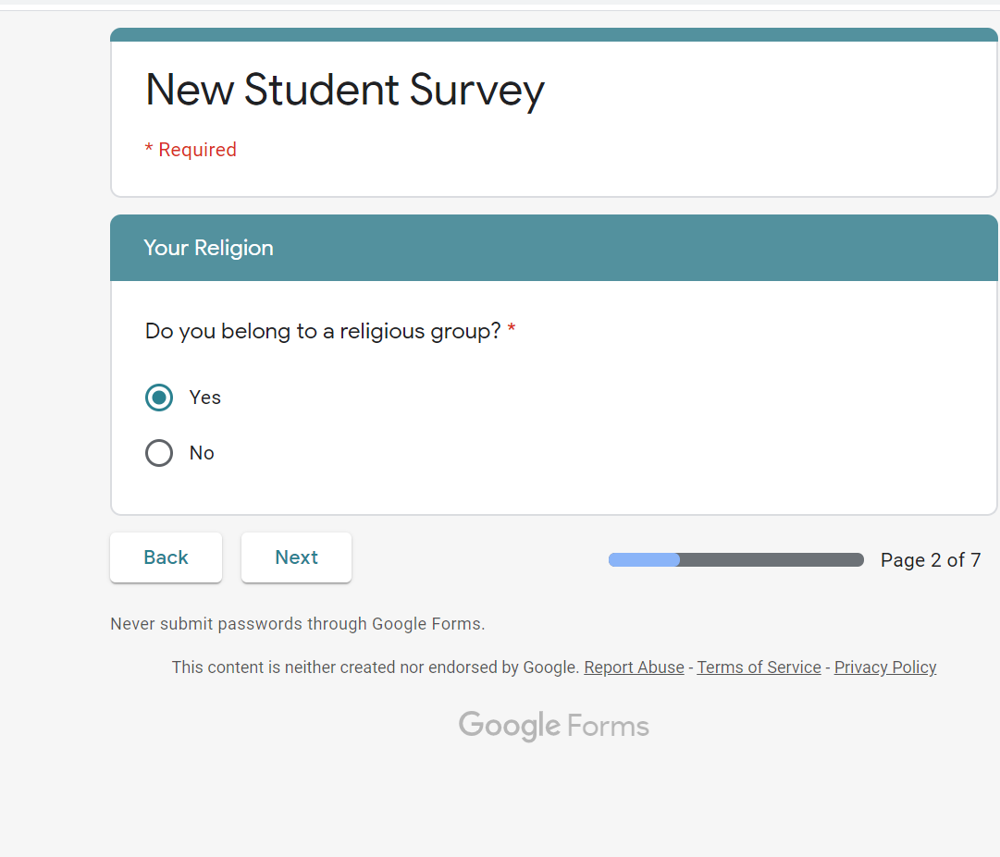 New Student Survey
* Required
Your Religion
Do you belong to a religious group? *
Yes
No
Back Next Page 2 of 7
Never submit passwords through Google Forms.
This content is neither created nor endorsed by Google. Report Abuse - Terms of Service - Privacy Policy
Google Forms